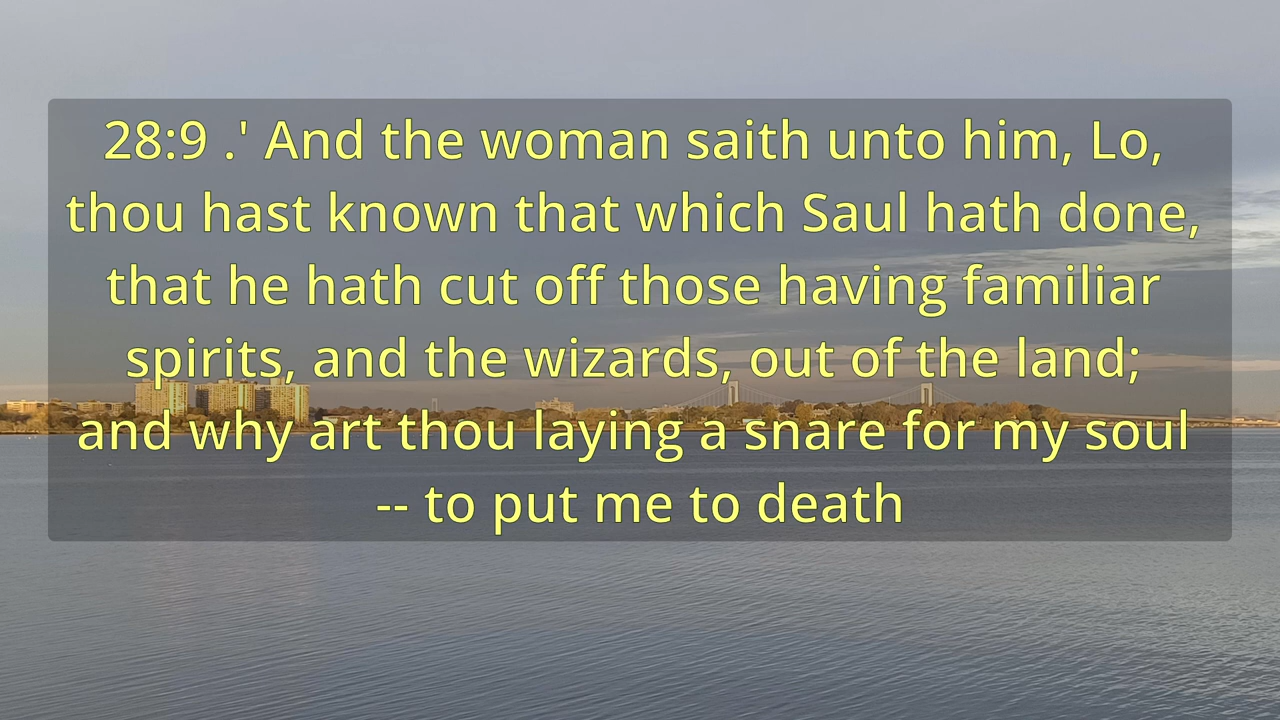 28:9 .' And the woman saith unto him, Lo,
thou hast known that which Saul hath done,
that he hath cut off those having familiar
spirits, and the wizards, out of the land;
and why art thou laying a snare for my soul
-- to put me to death